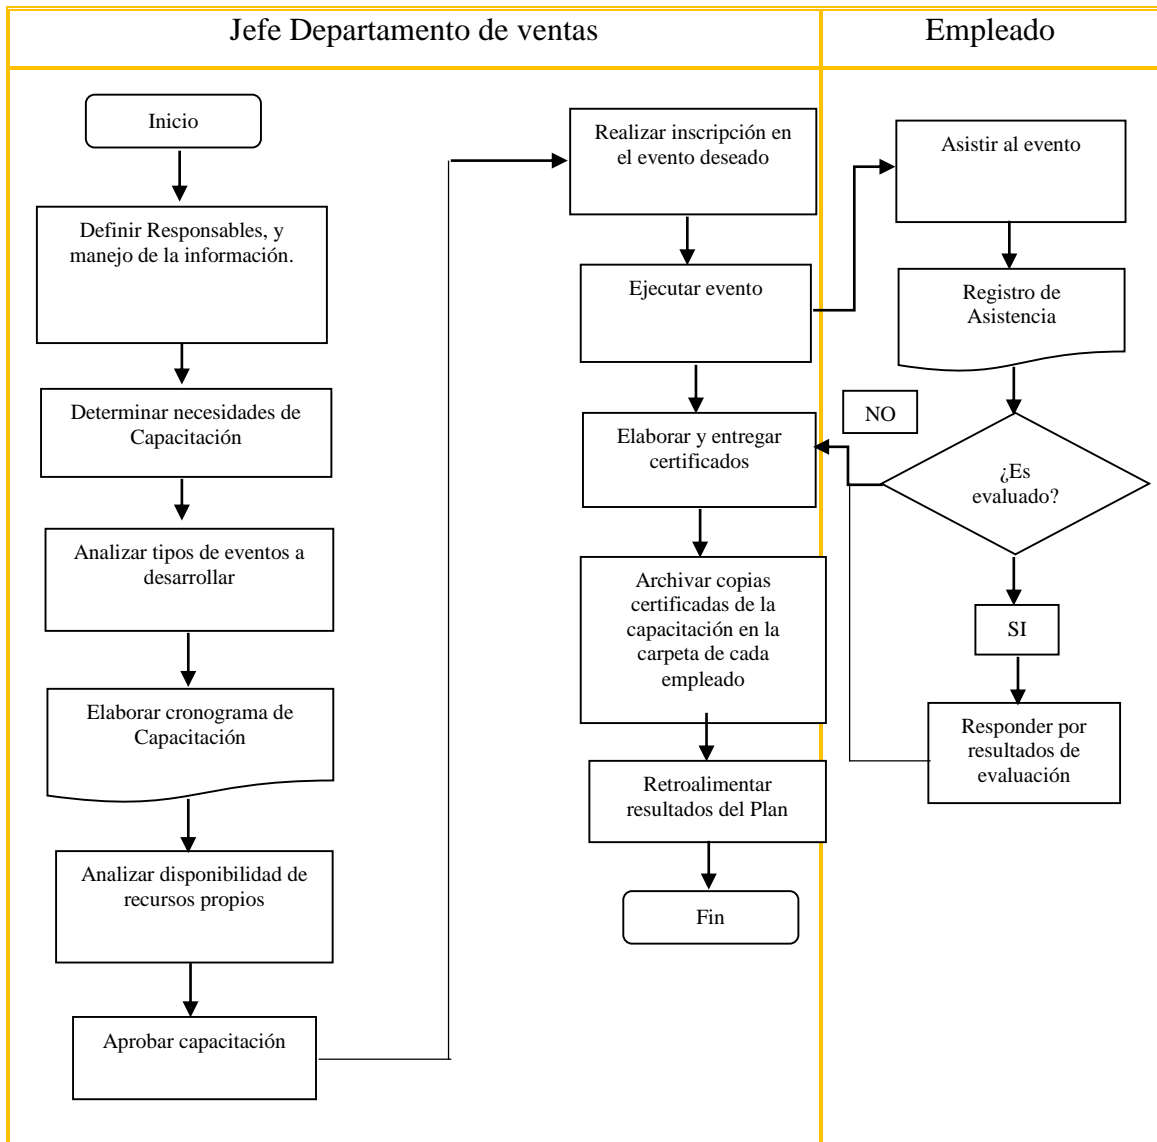 Jefe Departamento de ventas
Empleado
Inicio
Definir Responsables, y
manejo de la información.
Determinar necesidades de
Capacitación
Analizar tipos de eventos a
desarrollar
Elaborar cronograma de
Capacitación
Analizar disponibilidad de
recursos propios
Aprobar capacitación
Realizar inscripción en
el evento deseado
Ejecutar evento
Elaborar y entregar
certificados
Archivar copias
certificadas de la
capacitación en la
carpeta de cada
empleado
Retroalimentar
resultados del Plan
Fin
Asistir al evento
Registro de
Asistencia
NO
¿Es
evaluado?
SI
Responder por
resultados de
evaluación